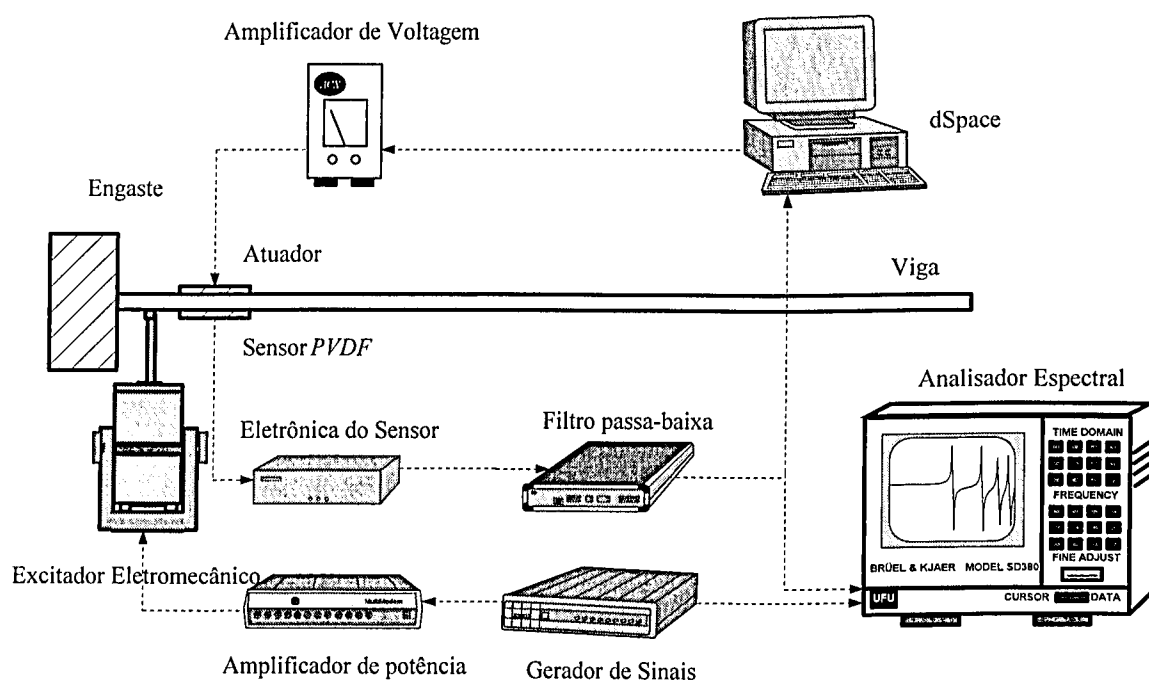 Amplificador de Voltagem
JCW
dSpace
Engaste
Atuador
Viga
Sensor PVDF
Analisador Espectral
Eletrônica do Sensor
Filtro passa-baixa
TIME DOMAIN
FREQUENCY
FINE ADJUST
BRÜEL & KJAER MODEL SD380
UFU
CURSOR
DATA
Excitador Eletromecânico
Amplificador de potência
Gerador de Sinais